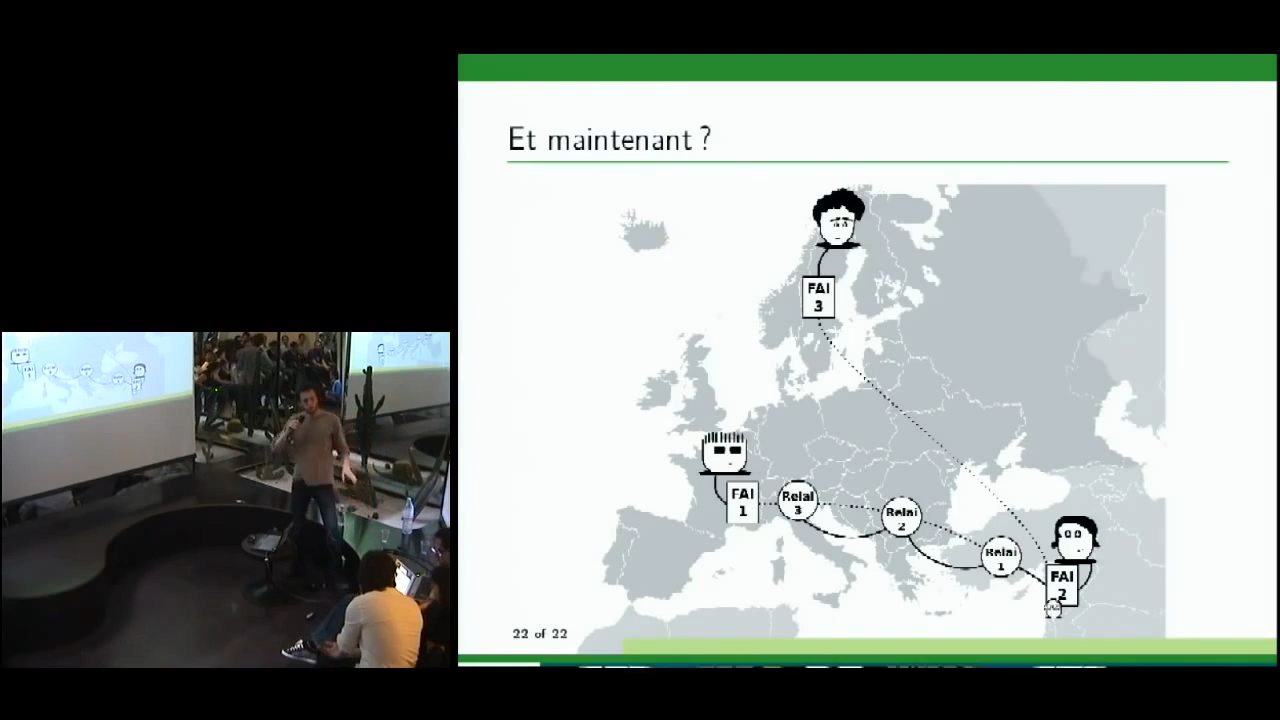 Et maintenant ?
FAI
3
FAI
1
Relai
3
Relai
2
Relai
1
FAI
2
22 of 22